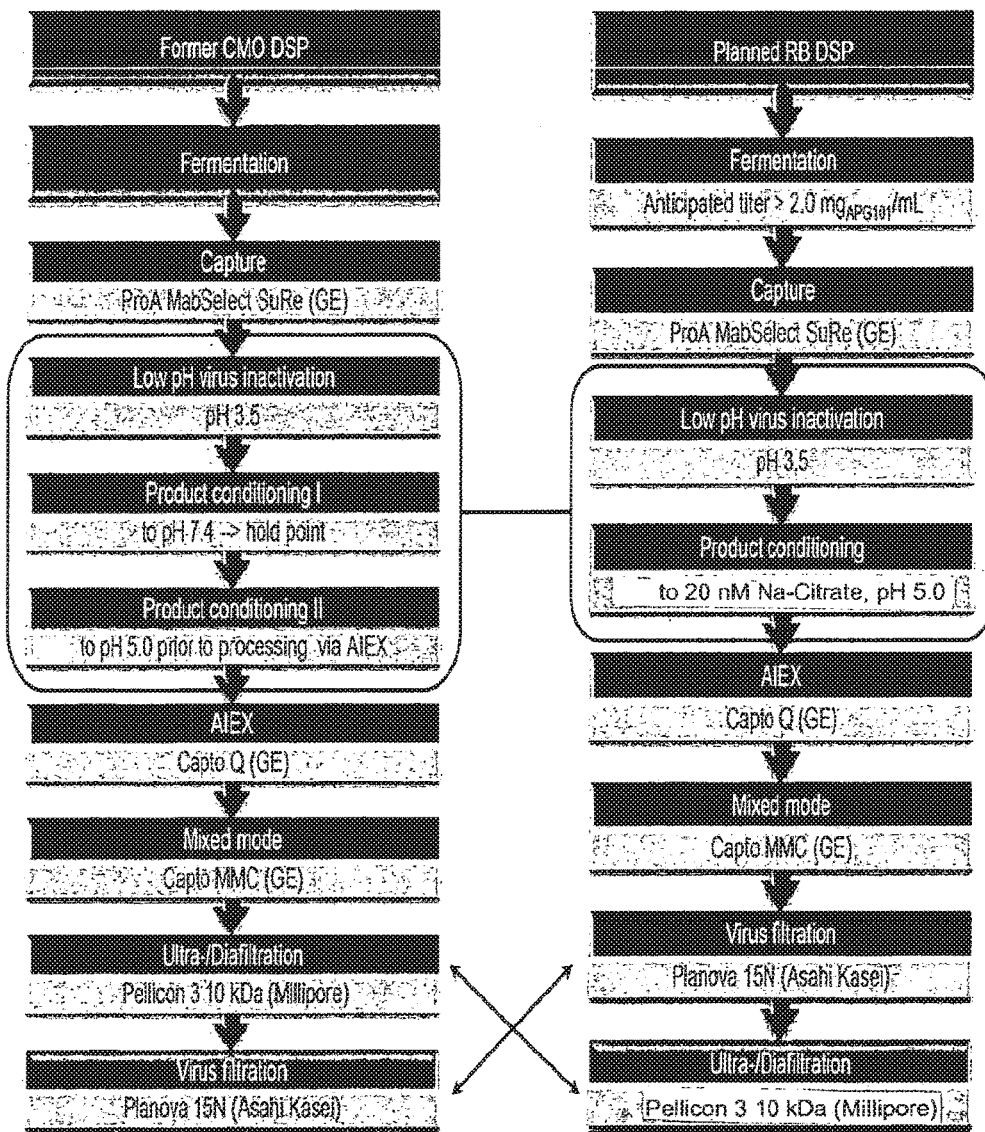 Former CMO DSP
Fermentation
Capture
ProA MabSelect SuRe (GE)
Low pH virus inactivation
pH 3.5
Product conditioning I
to pH 7.4 --> hold point
Product conditioning II
to pH 5.0 prior to processing via AIEX
AIEX
Capto Q (GE)
Mixed mode
Capto MMC (GE)
Ultra-/Diafiltration
Pellicon 3 10 kDa (Millipore)
Virus filtration
Planova 15N (Asahi Kasei)
Planned RB DSP
Fermentation
Anticipated titer > 2.0 mgAPG101/mL
Capture
ProA MabSelect SuRe (GE)
Low pH virus inactivation
pH 3.5
Product conditioning
to 20 nM Na-Citrate, pH 5.0
AIEX
Capto Q (GE)
Mixed mode
Capto MMC (GE)
Virus filtration
Planova 15N (Asahi Kasei)
Ultra-/Diafiltration
Pellicon 3 10 kDa (Millipore)